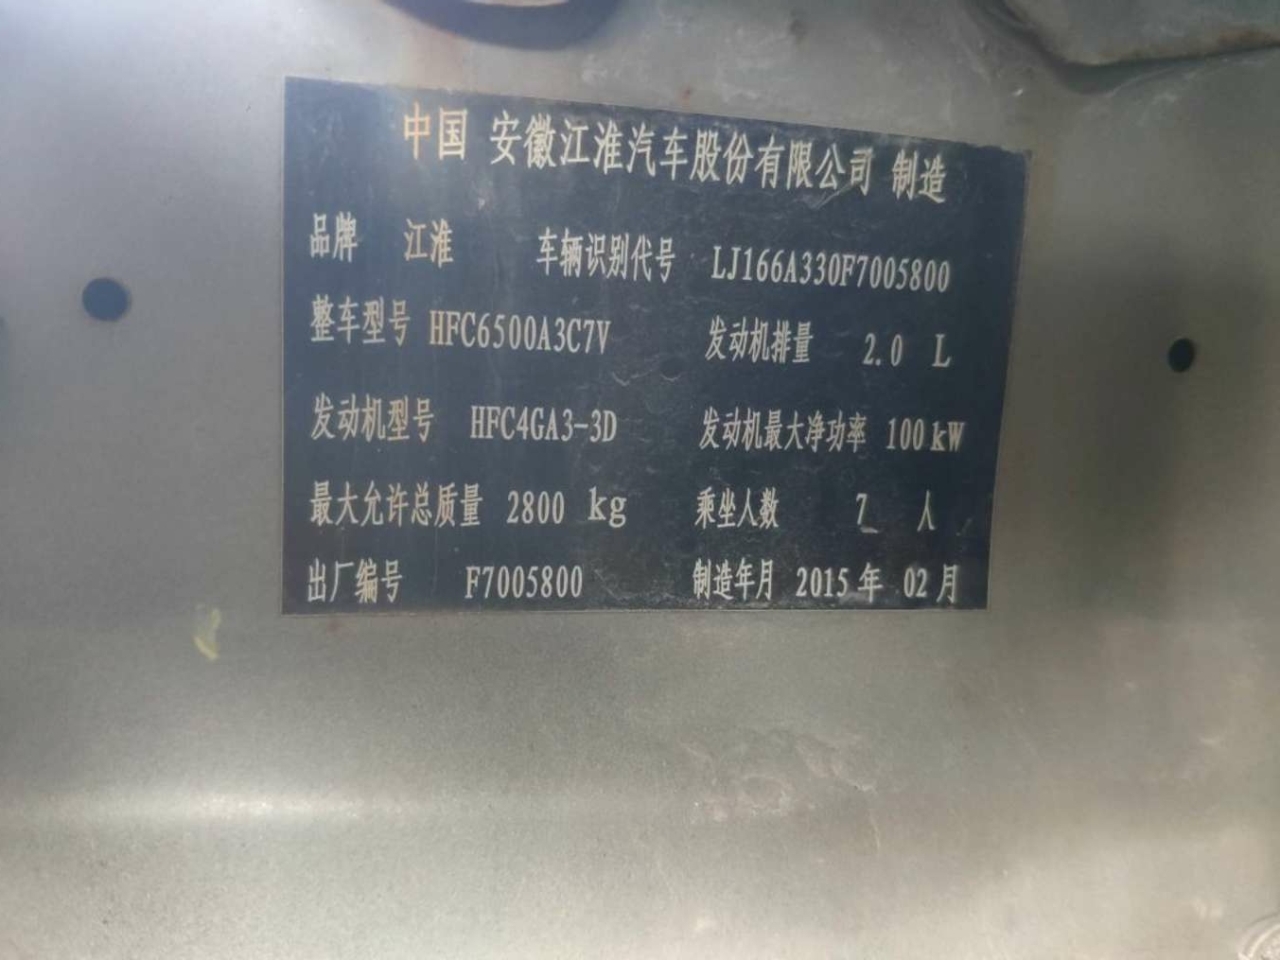 中国 安徽江淮汽车股份有限公司 制造
品牌 江淮 车辆识别代号 LJ166A330F7005800
整车型号 HFC6500A3C7V 发动机排量 2.0 L
发动机型号 HFC4GA3-3D 发动机最大净功率 100 kW
最大允许总质量 2800 kg 乘坐人数 7 人
出厂编号 F7005800 制造年月 2015 年 02 月